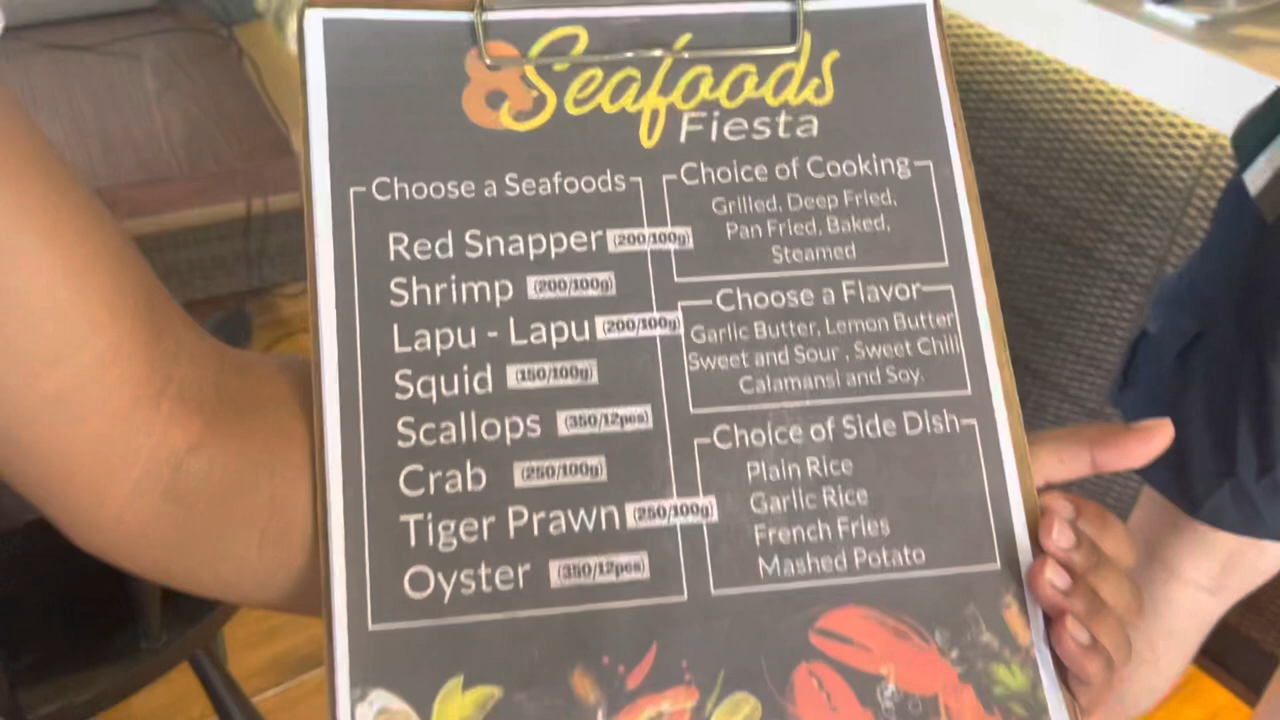 8 Seafoods
Fiesta
Choose a Seafoods
Red Snapper (200/100g)
Shrimp (200/100g)
Lapu - Lapu (200/100g)
Squid (150/100g)
Scallops (350/12pcs)
Crab (250/100g)
Tiger Prawn (250/100g)
Oyster (350/12pcs)
Choice of Cooking
Grilled, Deep Fried,
Pan Fried, Baked,
Steamed
Choose a Flavor
Garlic Butter, Lemon Butter
Sweet and Sour , Sweet Chili
Calamansi and Soy.
Choice of Side Dish
Plain Rice
Garlic Rice
French Fries
Mashed Potato